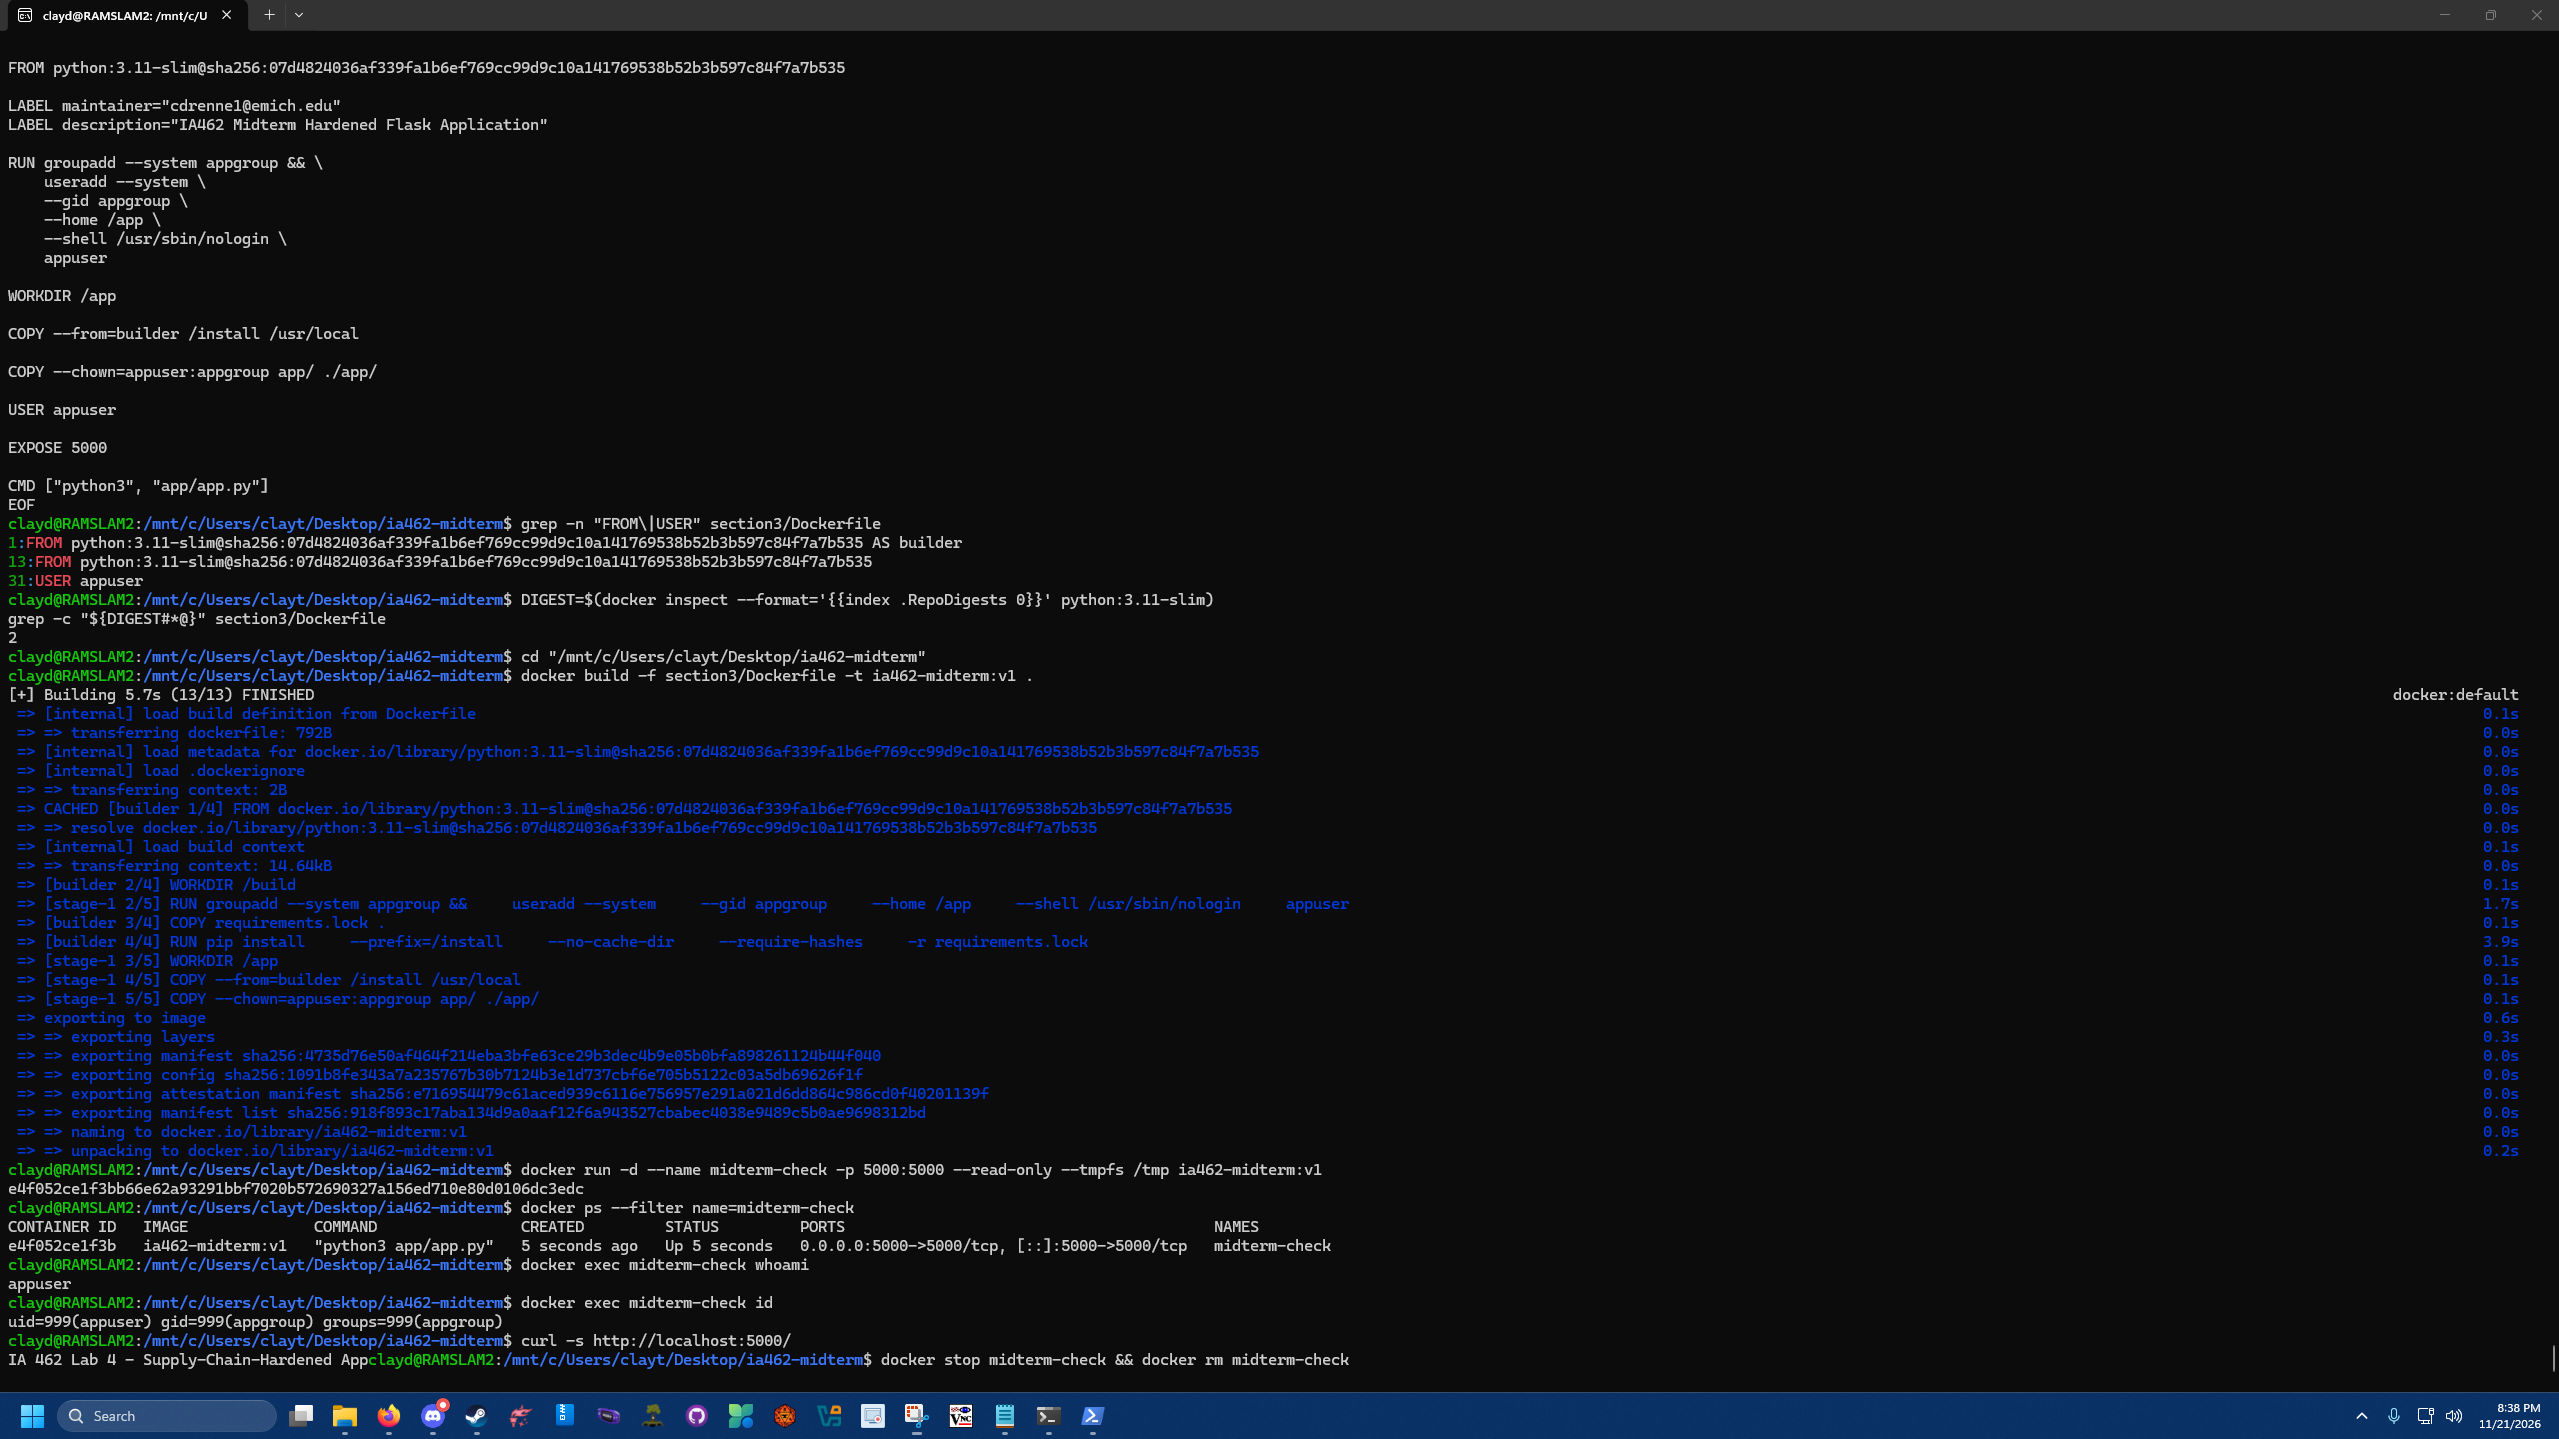 clayd@RAMSLAM2: /mnt/c/U
FROM python:3.11-slim@sha256:07d4824036af339fa1b6ef769cc99d9c10a141769538b52b3b597c84f7a7b535
LABEL maintainer="cdrenne1@emich.edu"
LABEL description="IA462 Midterm Hardened Flask Application"
RUN groupadd --system appgroup && \
    useradd --system \
    --gid appgroup \
    --home /app \
    --shell /usr/sbin/nologin \
    appuser
WORKDIR /app
COPY --from=builder /install /usr/local
COPY --chown=appuser:appgroup app/ ./app/
USER appuser
EXPOSE 5000
CMD ["python3", "app/app.py"]
EOF
clayd@RAMSLAM2:/mnt/c/Users/clayt/Desktop/ia462-midterm$ grep -n "FROM\|USER" section3/Dockerfile
1:FROM python:3.11-slim@sha256:07d4824036af339fa1b6ef769cc99d9c10a141769538b52b3b597c84f7a7b535 AS builder
13:FROM python:3.11-slim@sha256:07d4824036af339fa1b6ef769cc99d9c10a141769538b52b3b597c84f7a7b535
31:USER appuser
clayd@RAMSLAM2:/mnt/c/Users/clayt/Desktop/ia462-midterm$ DIGEST=$(docker inspect --format='{{index .RepoDigests 0}}' python:3.11-slim)
grep -c "${DIGEST#*@}" section3/Dockerfile
2
clayd@RAMSLAM2:/mnt/c/Users/clayt/Desktop/ia462-midterm$ cd "/mnt/c/Users/clayt/Desktop/ia462-midterm"
clayd@RAMSLAM2:/mnt/c/Users/clayt/Desktop/ia462-midterm$ docker build -f section3/Dockerfile -t ia462-midterm:v1 .
[+] Building 5.7s (13/13) FINISHED docker:default
 => [internal] load build definition from Dockerfile 0.1s
 => => transferring dockerfile: 792B 0.0s
 => [internal] load metadata for docker.io/library/python:3.11-slim@sha256:07d4824036af339fa1b6ef769cc99d9c10a141769538b52b3b597c84f7a7b535 0.0s
 => [internal] load .dockerignore 0.0s
 => => transferring context: 2B 0.0s
 => CACHED [builder 1/4] FROM docker.io/library/python:3.11-slim@sha256:07d4824036af339fa1b6ef769cc99d9c10a141769538b52b3b597c84f7a7b535 0.0s
 => => resolve docker.io/library/python:3.11-slim@sha256:07d4824036af339fa1b6ef769cc99d9c10a141769538b52b3b597c84f7a7b535 0.0s
 => [internal] load build context 0.1s
 => => transferring context: 14.64kB 0.0s
 => [builder 2/4] WORKDIR /build 0.1s
 => [stage-1 2/5] RUN groupadd --system appgroup &&     useradd --system     --gid appgroup     --home /app     --shell /usr/sbin/nologin     appuser 1.7s
 => [builder 3/4] COPY requirements.lock . 0.1s
 => [builder 4/4] RUN pip install     --prefix=/install     --no-cache-dir     --require-hashes     -r requirements.lock 3.9s
 => [stage-1 3/5] WORKDIR /app 0.1s
 => [stage-1 4/5] COPY --from=builder /install /usr/local 0.1s
 => [stage-1 5/5] COPY --chown=appuser:appgroup app/ ./app/ 0.1s
 => exporting to image 0.6s
 => => exporting layers 0.3s
 => => exporting manifest sha256:4735d76e50af464f214eba3bfe63ce29b3dec4b9e05b0bfa898261124b44f040 0.0s
 => => exporting config sha256:1091b8fe343a7a235767b30b7124b3e1d737cbf6e705b5122c03a5db69626f1f 0.0s
 => => exporting attestation manifest sha256:e716954479c61aced939c6116e756957e291a021d6dd864c986cd0f40201139f 0.0s
 => => exporting manifest list sha256:918f893c17aba134d9a0aaf12f6a943527cbabec4038e9489c5b0ae9698312bd 0.0s
 => => naming to docker.io/library/ia462-midterm:v1 0.0s
 => => unpacking to docker.io/library/ia462-midterm:v1 0.2s
clayd@RAMSLAM2:/mnt/c/Users/clayt/Desktop/ia462-midterm$ docker run -d --name midterm-check -p 5000:5000 --read-only --tmpfs /tmp ia462-midterm:v1
e4f052ce1f3bb66e62a93291bbf7020b572690327a156ed710e80d0106dc3edc
clayd@RAMSLAM2:/mnt/c/Users/clayt/Desktop/ia462-midterm$ docker ps --filter name=midterm-check
CONTAINER ID   IMAGE              COMMAND                CREATED         STATUS         PORTS                                         NAMES
e4f052ce1f3b   ia462-midterm:v1   "python3 app/app.py"   5 seconds ago   Up 5 seconds   0.0.0.0:5000->5000/tcp, [::]:5000->5000/tcp   midterm-check
clayd@RAMSLAM2:/mnt/c/Users/clayt/Desktop/ia462-midterm$ docker exec midterm-check whoami
appuser
clayd@RAMSLAM2:/mnt/c/Users/clayt/Desktop/ia462-midterm$ docker exec midterm-check id
uid=999(appuser) gid=999(appgroup) groups=999(appgroup)
clayd@RAMSLAM2:/mnt/c/Users/clayt/Desktop/ia462-midterm$ curl -s http://localhost:5000/
IA 462 Lab 4 - Supply-Chain-Hardened Appclayd@RAMSLAM2:/mnt/c/Users/clayt/Desktop/ia462-midterm$ docker stop midterm-check && docker rm midterm-check
Search
8:38 PM
11/21/2026